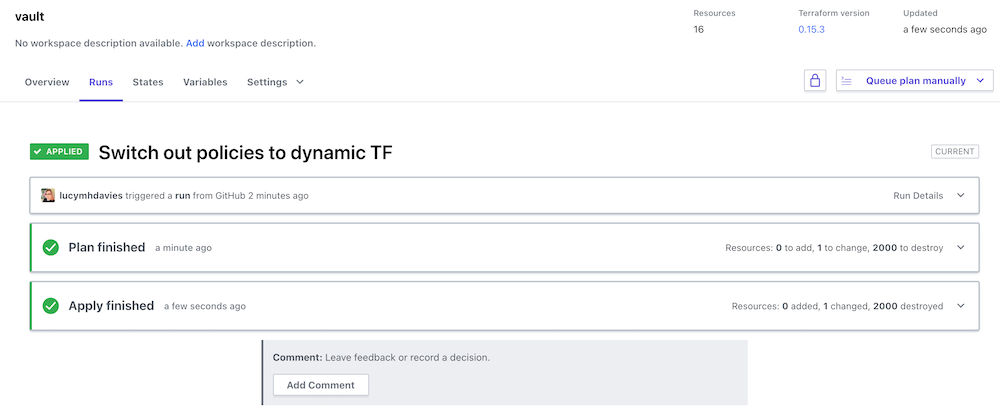 vault
Resources Terraform version Updated
16 0.15.3 a few seconds ago
No workspace description available. Add workspace description.
Overview Runs States Variables Settings
Queue plan manually
APPLIED Switch out policies to dynamic TF CURRENT
lucymhdavies triggered a run from GitHub 2 minutes ago Run Details
Plan finished a minute ago Resources: 0 to add, 1 to change, 2000 to destroy
Apply finished a few seconds ago Resources: 0 added, 1 changed, 2000 destroyed
Comment: Leave feedback or record a decision.
Add Comment